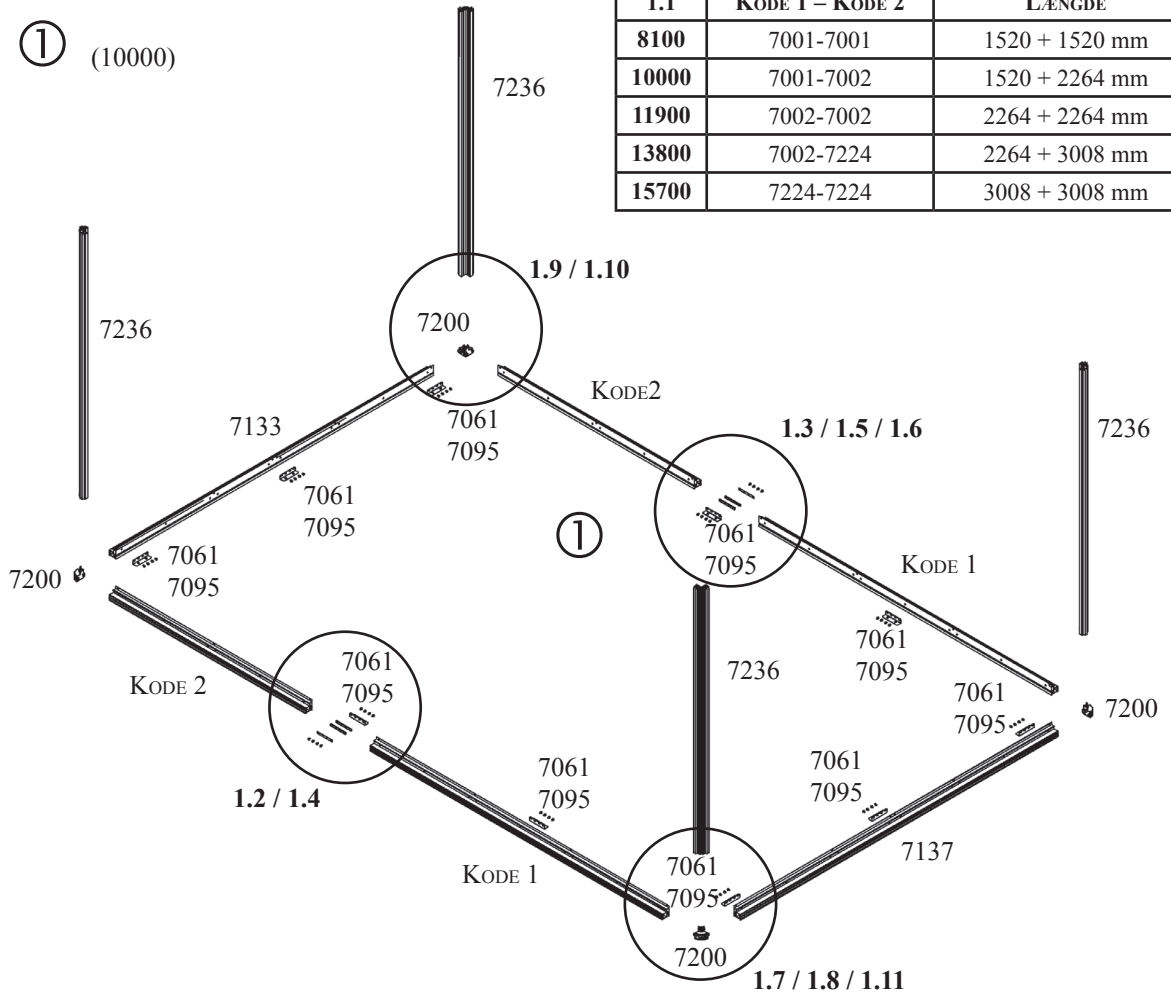 ①
(10000)
1.1 KODE 1 – KODE 2 LÆNGDE
8100 7001-7001 1520 + 1520 mm
10000 7001-7002 1520 + 2264 mm
11900 7002-7002 2264 + 2264 mm
13800 7002-7224 2264 + 3008 mm
15700 7224-7224 3008 + 3008 mm
7236
7236
1.9 / 1.10
7200
KODE2
7061
7095
7133
1.3 / 1.5 / 1.6
7236
7061
7095
①
7061
7095
KODE 1
7061
7095
7200
7061
7095
KODE 2
7061
7095
7236
7061
7095
7200
1.2 / 1.4
7061
7095
7061
7095
7137
KODE 1
7061
7095
7200
1.7 / 1.8 / 1.11